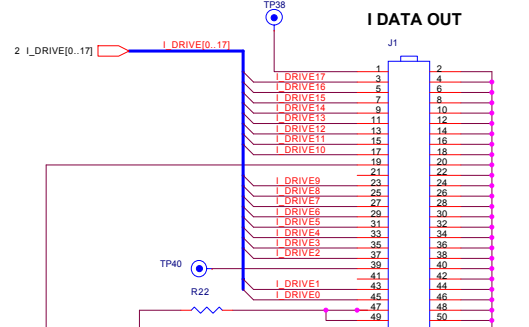 TP38
I DATA OUT
J1
2 I_DRIVE[0..17]
I_DRIVE[0..17]
1 2
I_DRIVE17 3 4
I_DRIVE16 5 6
I_DRIVE15 7 8
I_DRIVE14 9 10
I_DRIVE13 11 12
I_DRIVE12 13 14
I_DRIVE11 15 16
I_DRIVE10 17 18
19 20
21 22
I_DRIVE9 23 24
I_DRIVE8 25 26
I_DRIVE7 27 28
I_DRIVE6 29 30
I_DRIVE5 31 32
I_DRIVE4 33 34
I_DRIVE3 35 36
I_DRIVE2 37 38
TP40 39 40
41 42
I_DRIVE1 43 44
I_DRIVE0 45 46
R22 47 48
49 50